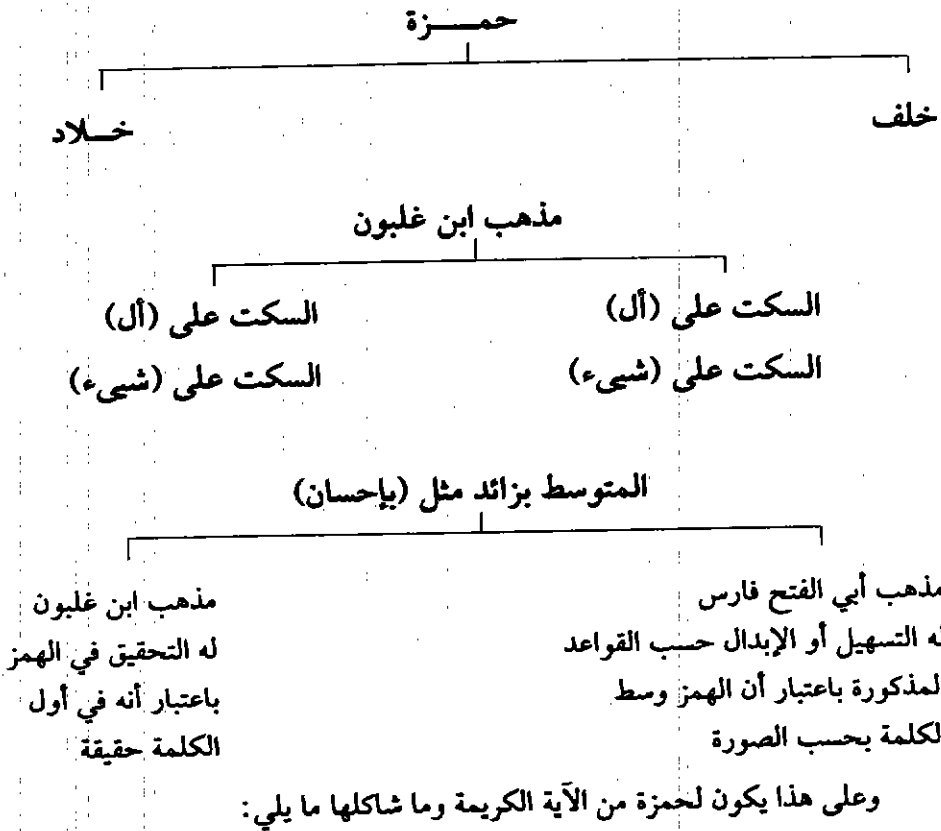 حمــزة
خلف خــلاد
مذهب ابن غلبون
السكت على (أل) السكت على (أل)
السكت على (شيىء) السكت على (شيىء)
المتوسط بزائد مثل (بإحسان)
مذهب أبي الفتح فارس مذهب ابن غلبون
له التسهيل أو الإبدال حسب القواعد له التحقيق في الهمز
المذكورة باعتبار أن الهمز وسط باعتبار أنه في أول
الكلمة بحسب الصورة الكلمة حقيقة
وعلى هذا يكون لحمزة من الآية الكريمة وما شاكلها ما يلي: